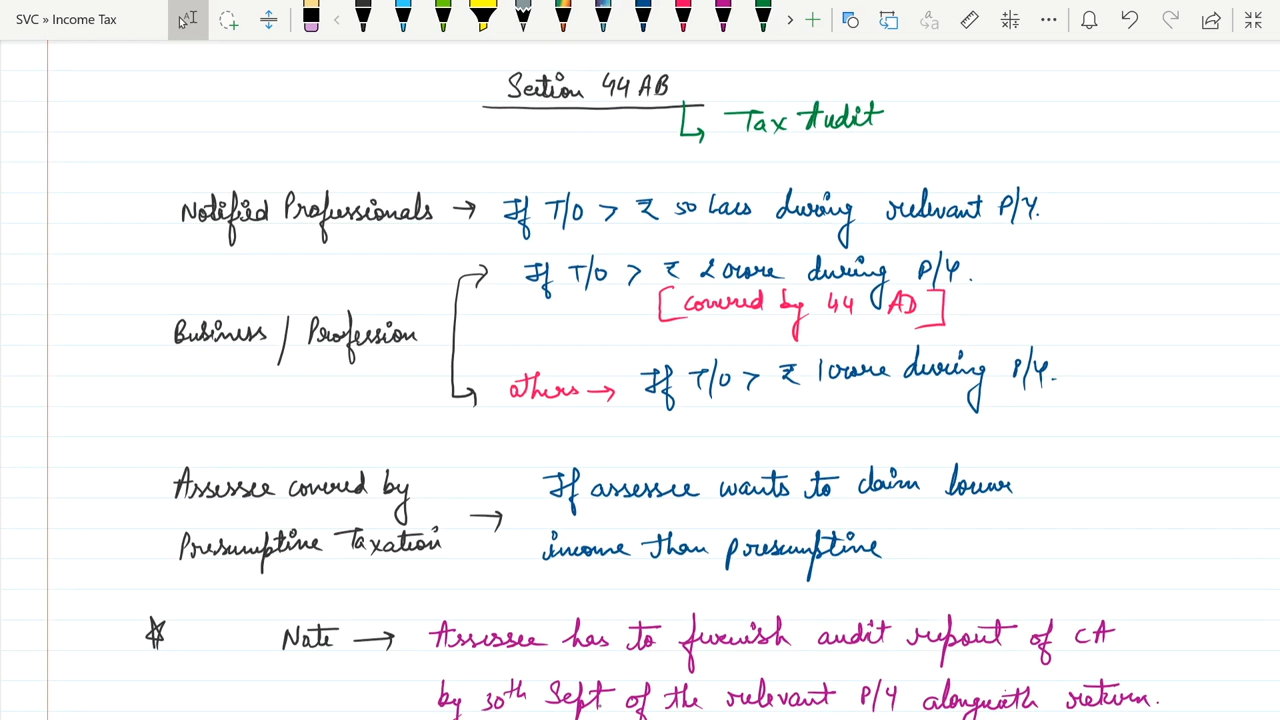 SVC » Income Tax
Section 44 AB
Tax Audit
Notified Professionals → If T/O > ₹ 50 lacs during relevant P/Y.
If T/O > ₹ 2 crore during P/Y.
[covered by 44 AD]
Business / Profession
others → If T/O > ₹ 1 crore during P/Y.
Assessee covered by → If assessee wants to claim lower
Presumptive Taxation income than presumptive
Note → Assessee has to furnish audit report of CA
by 30th Sept of the relevant P/Y alongwith return.